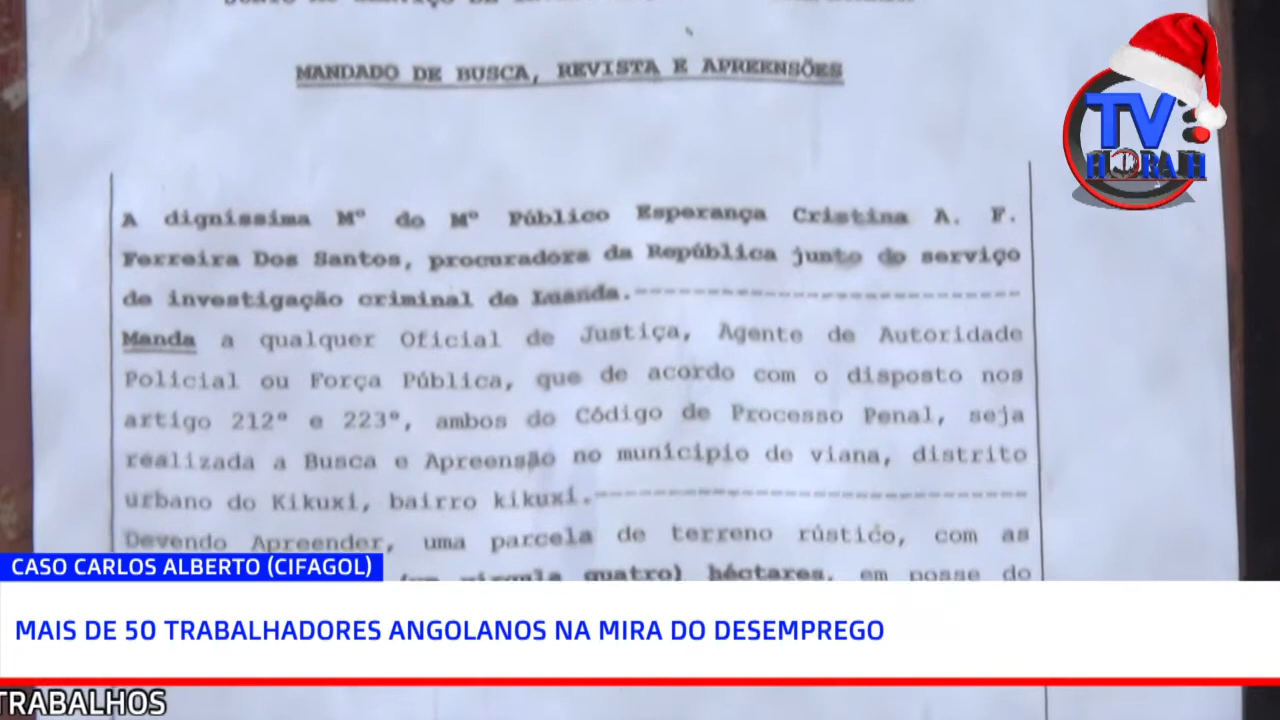 MANDADO DE BUSCA, REVISTA E APREENSÕES
TV
HORA H
A digníssima Mº do Mº Público Esperança Cristina A. F.
Ferreira Dos Santos, procuradora da República junto do serviço
de investigação criminal de Luanda.
Manda a qualquer Oficial de Justiça, Agente de Autoridade
Policial ou Força Pública, que de acordo com o disposto nos
artigo 212º e 223º, ambos do Código de Processo Penal, seja
realizada a Busca e Apreensão no município de viana, distrito
urbano do Kikuxi, bairro kikuxi.
Devendo Apreender, uma parcela de terreno rústico, com as
quatro) héctares, em posse do
CASO CARLOS ALBERTO (CIFAGOL)
MAIS DE 50 TRABALHADORES ANGOLANOS NA MIRA DO DESEMPREGO
TRABALHOS